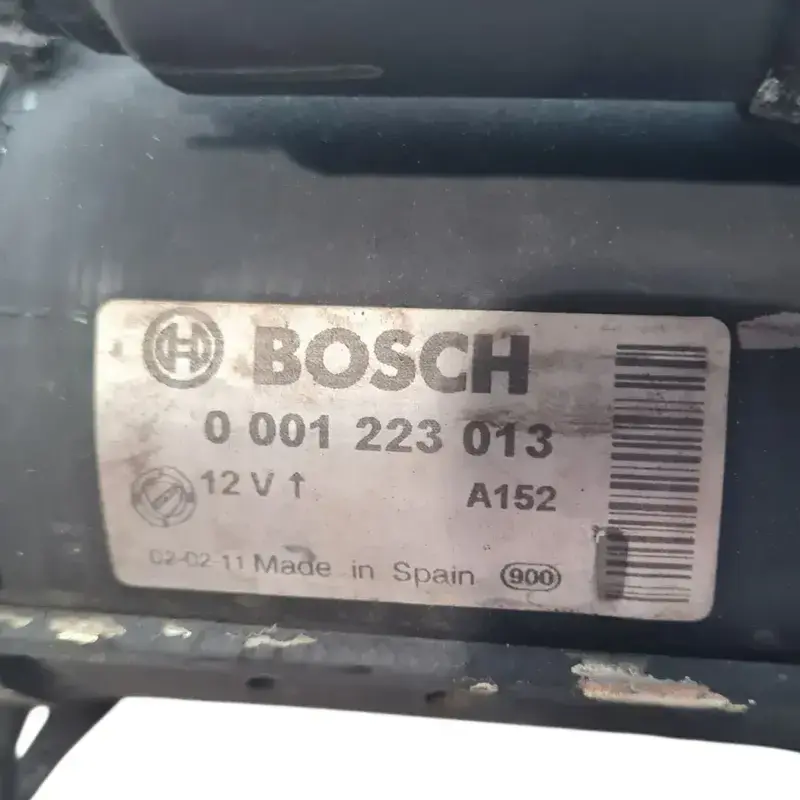 BOSCH
0 001 223 013
12 V ↑ A152
02-02-11 Made in Spain 900